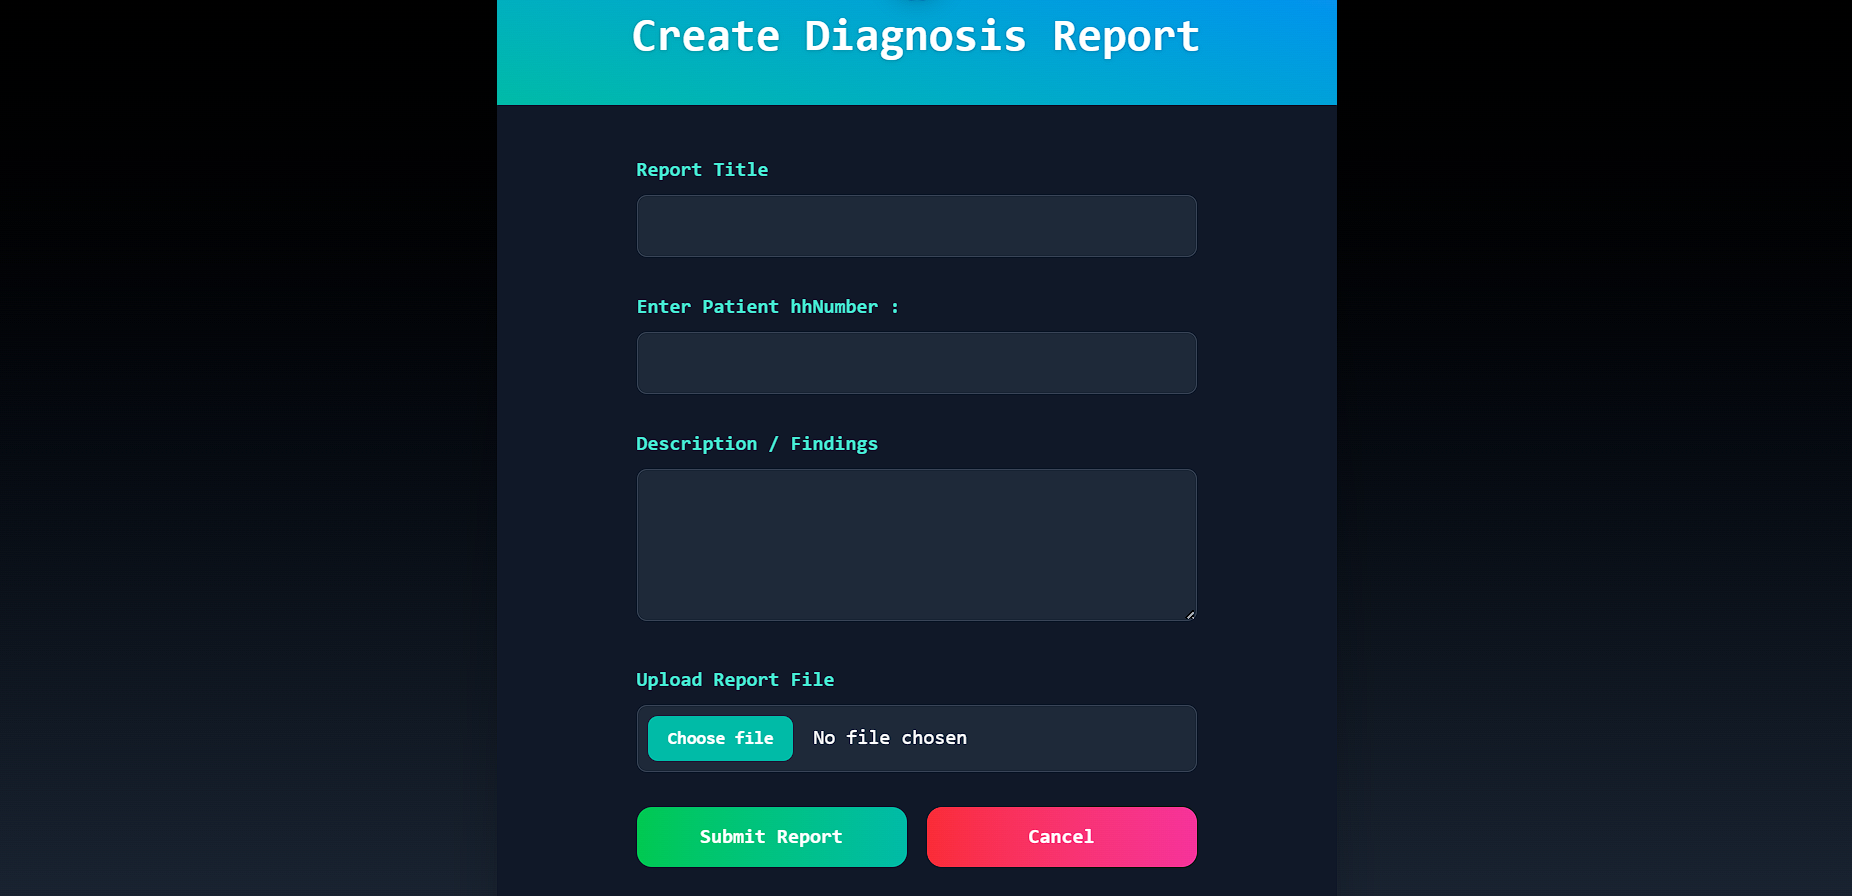 Create Diagnosis Report
Report Title
Enter Patient hhNumber :
Description / Findings
Upload Report File
Choose file No file chosen
Submit Report Cancel